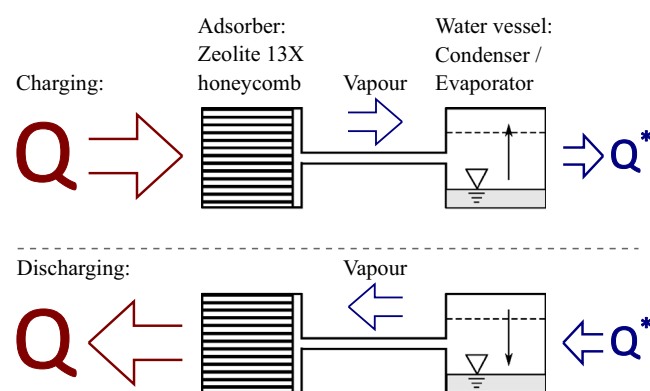 Adsorber:
Zeolite 13X
honeycomb
Water vessel:
Condenser /
Evaporator
Charging:
Vapour
Q
Q*
Discharging:
Vapour
Q
Q*